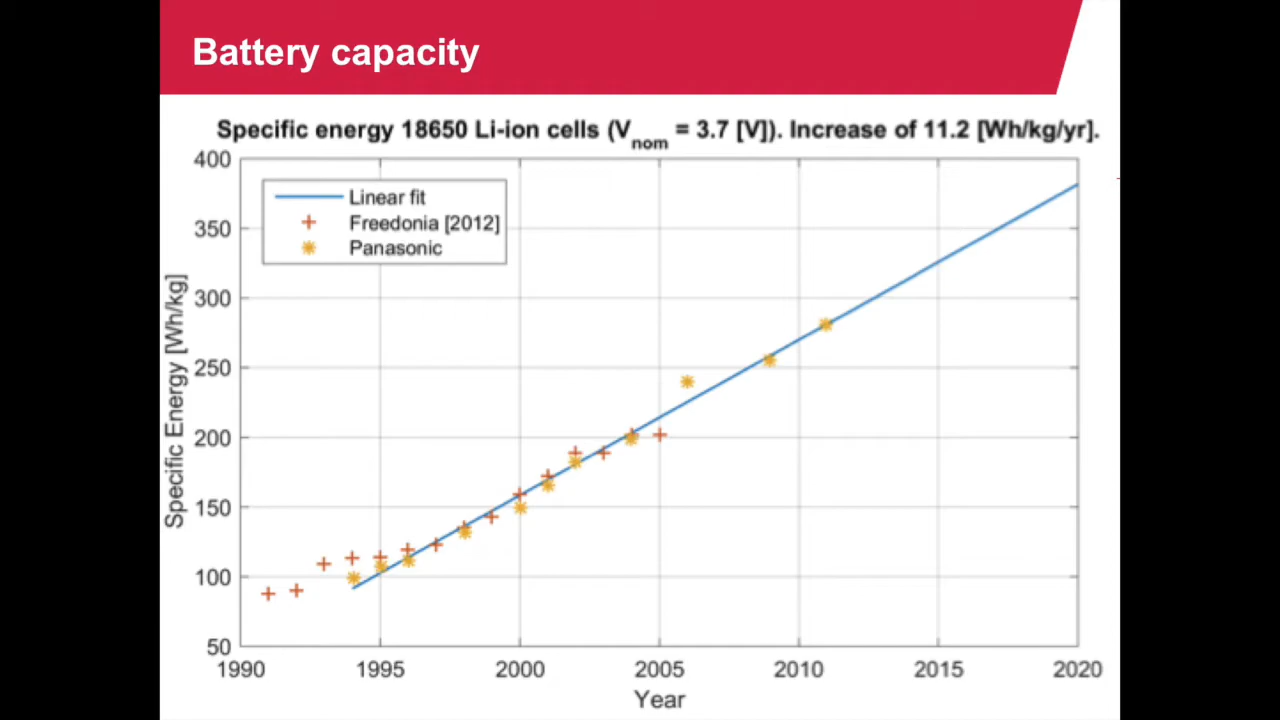 Battery capacity
Specific energy 18650 Li-ion cells (Vnom = 3.7 [V]). Increase of 11.2 [Wh/kg/yr].
400
350
300
250
200
150
100
50
Specific Energy [Wh/kg]
Linear fit
Freedonia [2012]
Panasonic
1990 1995 2000 2005 2010 2015 2020
Year